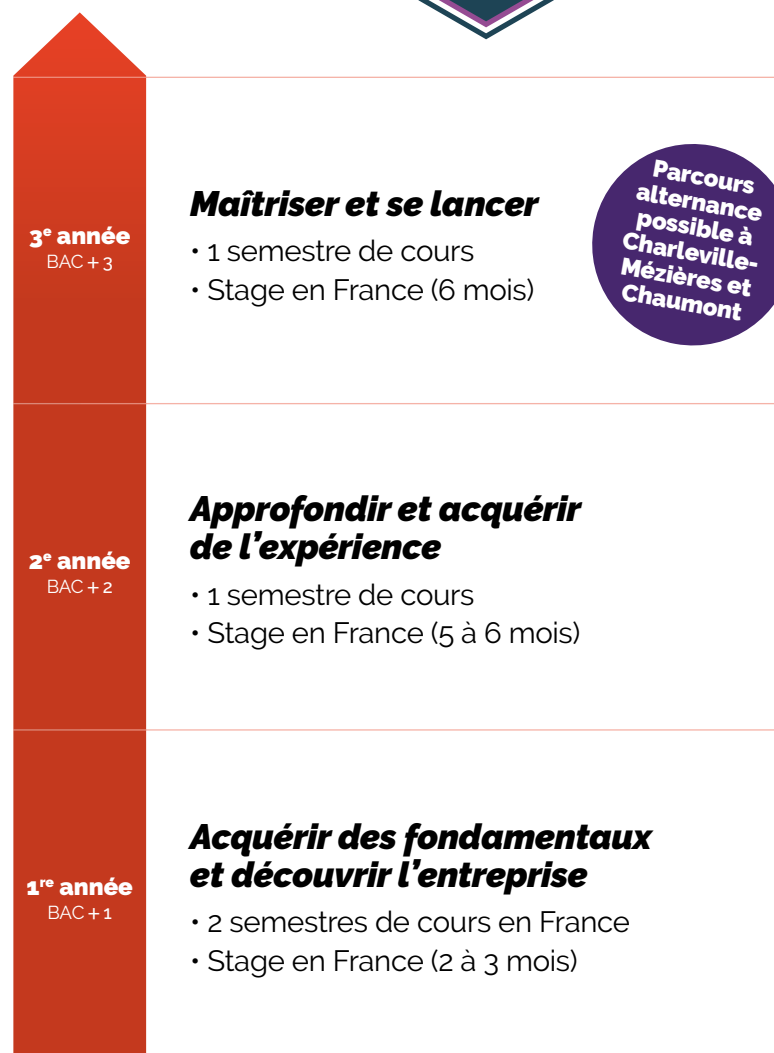 3e année
BAC + 3
Maîtriser et se lancer
• 1 semestre de cours
• Stage en France (6 mois)
Parcours
alternance
possible à
Charleville-
Mézières et
Chaumont
2e année
BAC + 2
Approfondir et acquérir
de l’expérience
• 1 semestre de cours
• Stage en France (5 à 6 mois)
1re année
BAC + 1
Acquérir des fondamentaux
et découvrir l’entreprise
• 2 semestres de cours en France
• Stage en France (2 à 3 mois)